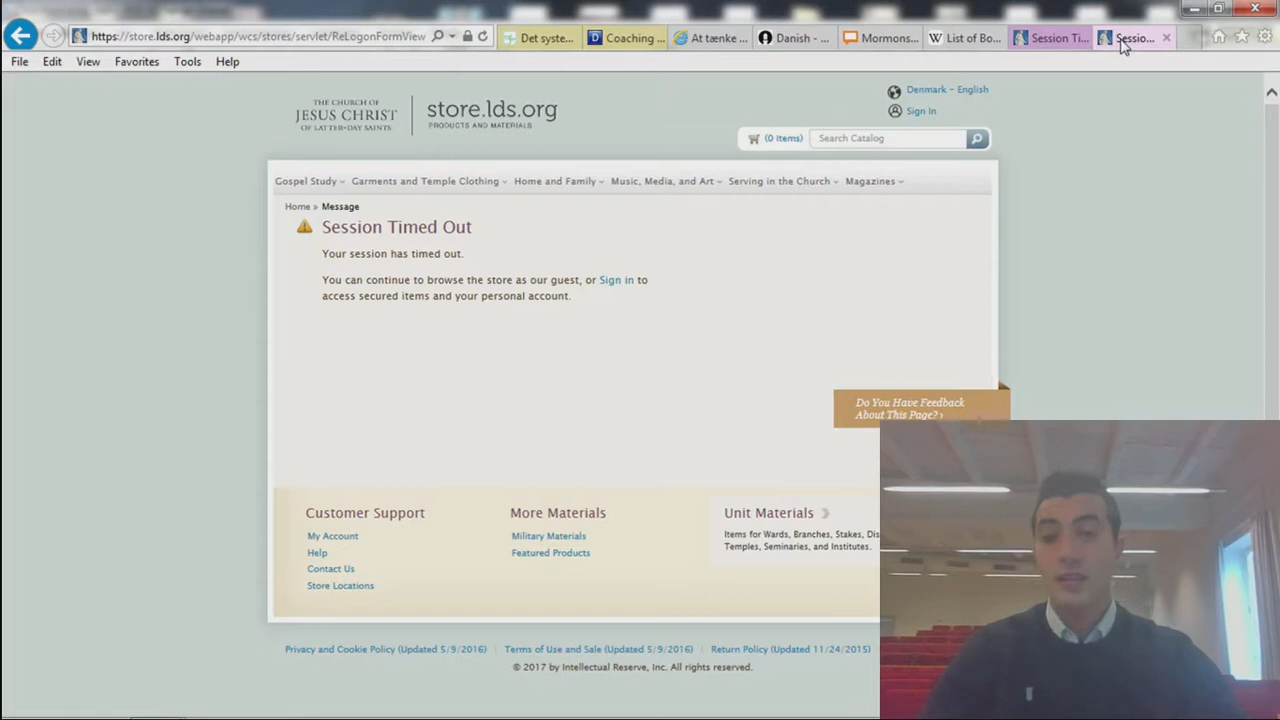 https://store.lds.org/webapp/wcs/stores/servlet/ReLogonFormView
Det syste...
Coaching ...
At tænke ...
Danish - ...
Mormons...
List of Bo...
Session Ti...
Sessio...
File Edit View Favorites Tools Help
THE CHURCH OF
JESUS CHRIST
OF LATTER-DAY SAINTS
store.lds.org
PRODUCTS AND MATERIALS
Denmark - English
Sign In
(0 Items)
Search Catalog
Gospel Study Garments and Temple Clothing Home and Family Music, Media, and Art Serving in the Church Magazines
Home » Message
Session Timed Out
Your session has timed out.
You can continue to browse the store as our guest, or Sign in to
access secured items and your personal account.
Do You Have Feedback
About This Page? ›
Customer Support
My Account
Help
Contact Us
Store Locations
More Materials
Military Materials
Featured Products
Unit Materials
Items for Wards, Branches, Stakes, Dis
Temples, Seminaries, and Institutes.
Privacy and Cookie Policy (Updated 5/9/2016) Terms of Use and Sale (Updated 5/9/2016) Return Policy (Updated 11/24/2015)
© 2017 by Intellectual Reserve, Inc. All rights reserved.